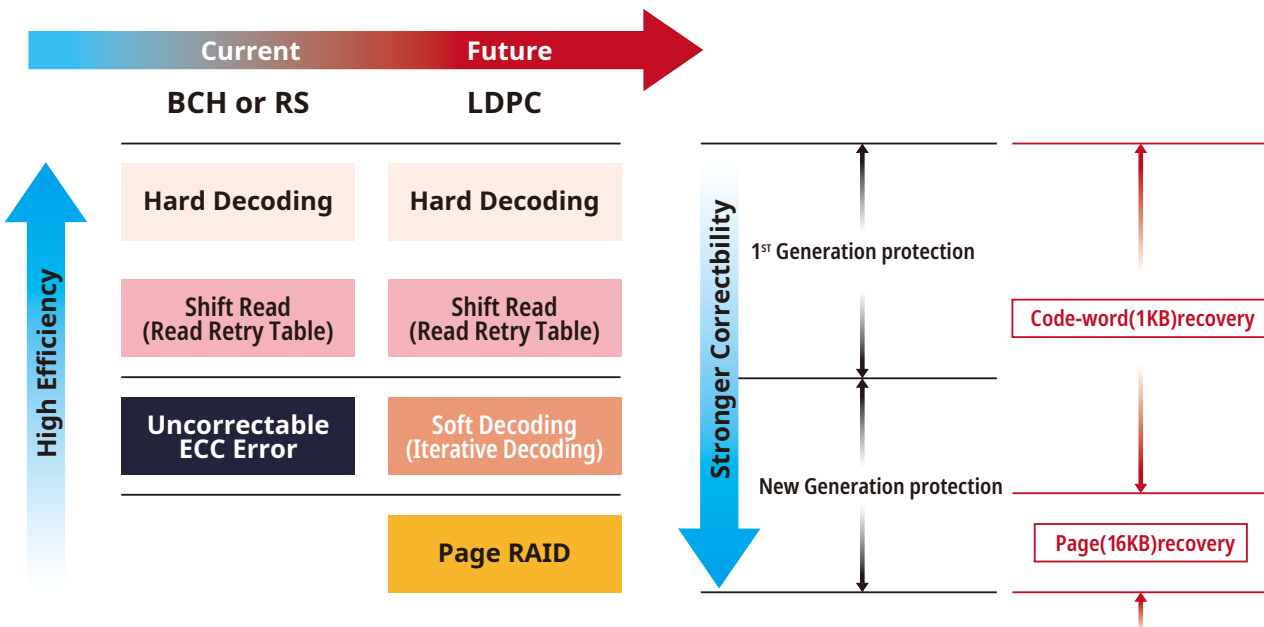 Current Future
BCH or RS LDPC
High Efficiency
Hard Decoding Hard Decoding
Shift Read
(Read Retry Table)
Shift Read
(Read Retry Table)
Uncorrectable
ECC Error
Soft Decoding
(Iterative Decoding)
Page RAID
Stronger Correctbility
1ST Generation protection
New Generation protection
Code-word(1KB)recovery
Page(16KB)recovery